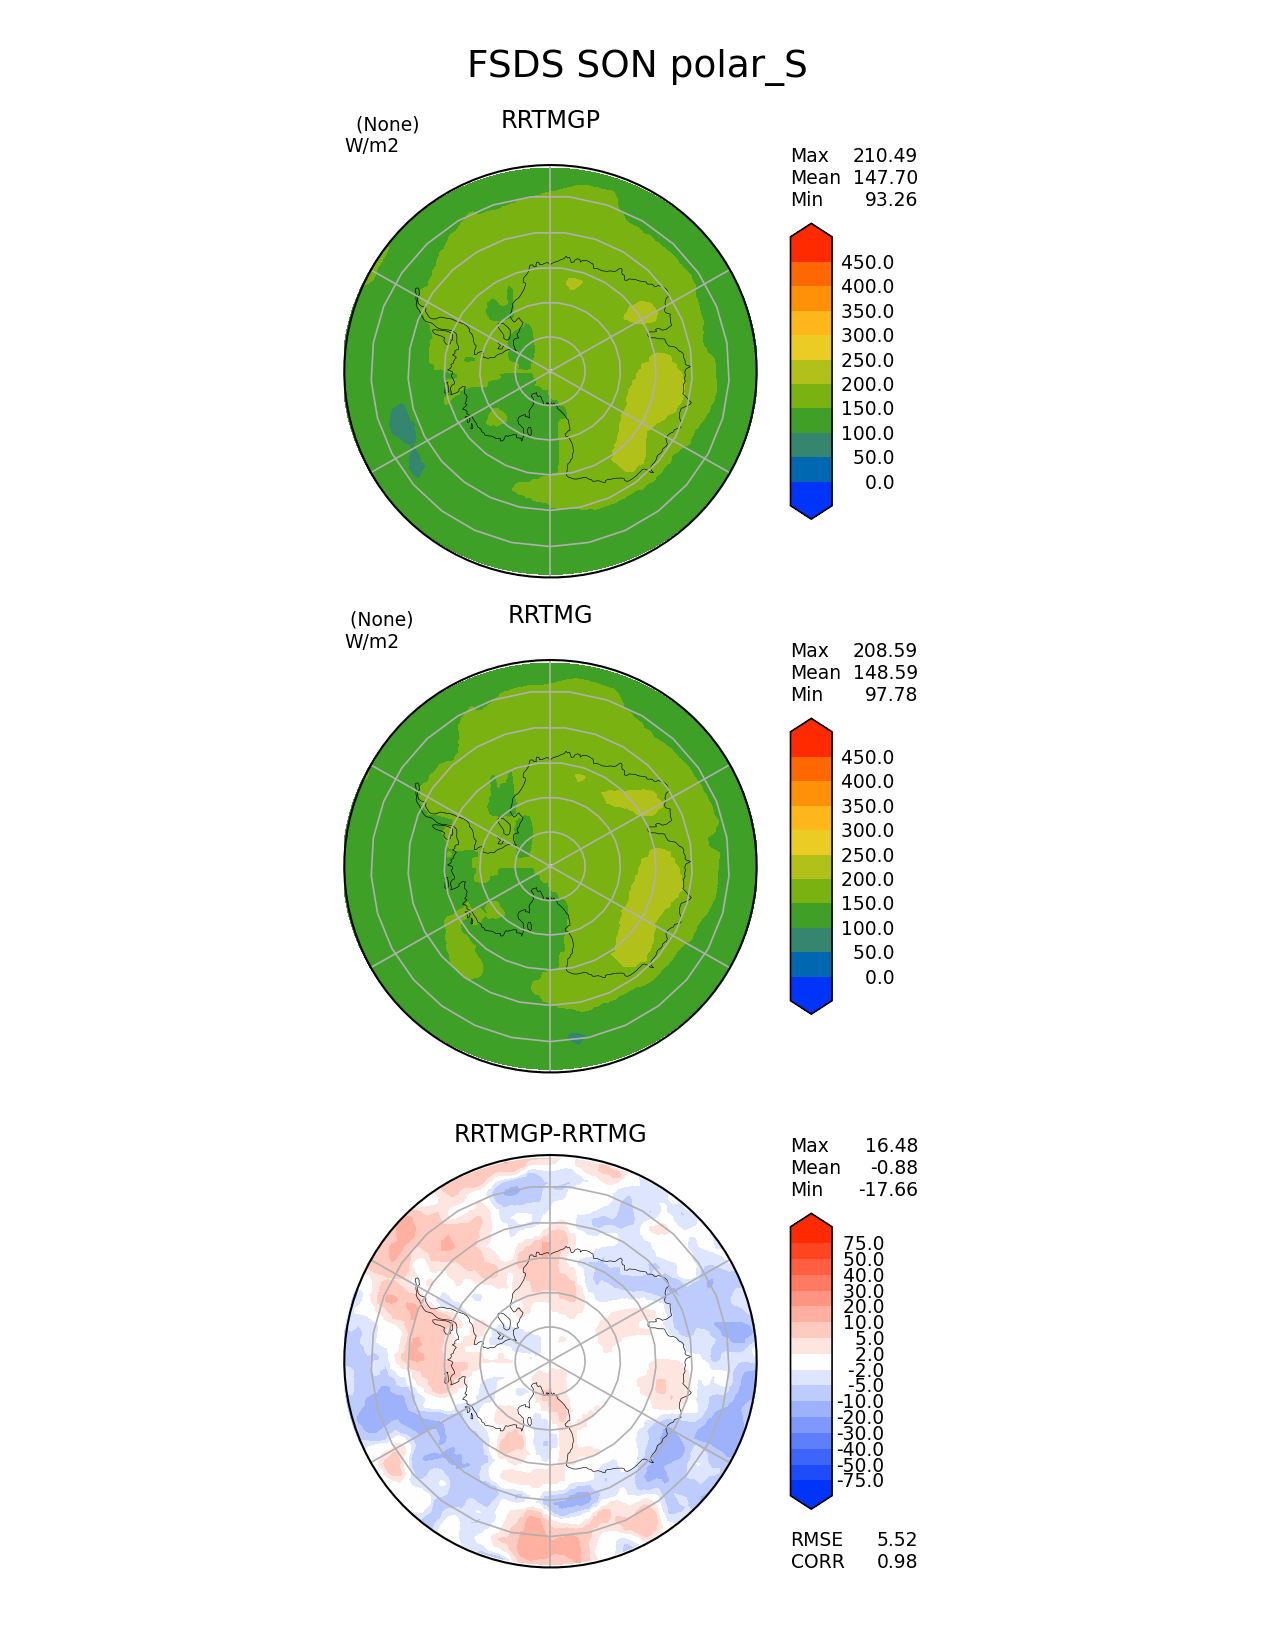 FSDS SON polar_S
RRTMGP
(None)
W/m2
Max 210.49
Mean 147.70
Min 93.26
450.0
400.0
350.0
300.0
250.0
200.0
150.0
100.0
50.0
0.0
RRTMG
(None)
W/m2
Max 208.59
Mean 148.59
Min 97.78
450.0
400.0
350.0
300.0
250.0
200.0
150.0
100.0
50.0
0.0
RRTMGP-RRTMG
Max 16.48
Mean -0.88
Min -17.66
75.0
50.0
40.0
30.0
20.0
10.0
5.0
2.0
-2.0
-5.0
-10.0
-20.0
-30.0
-40.0
-50.0
-75.0
RMSE 5.52
CORR 0.98